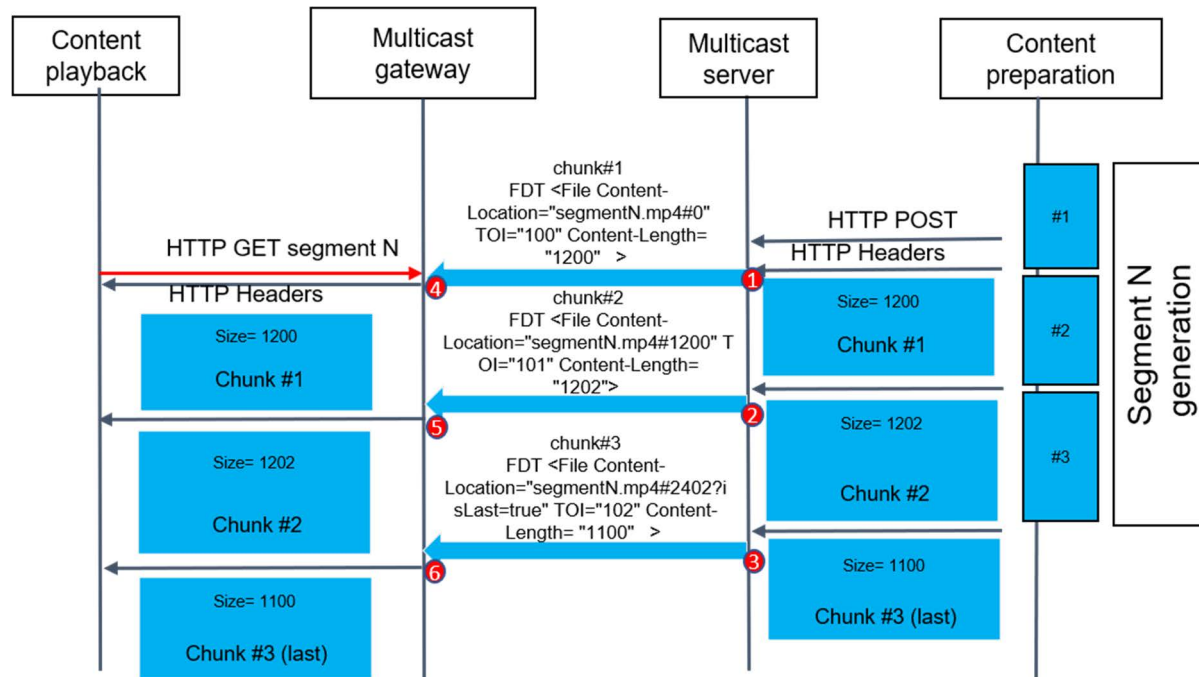 Content
playback
Multicast
gateway
Multicast
server
Content
preparation
chunk#1
FDT <File Content-
Location="segmentN.mp4#0"
TOI="100" Content-Length=
"1200"   >
HTTP POST
HTTP GET segment N
HTTP Headers
HTTP Headers
#1
#2
#3
Segment N
generation
4
1
chunk#2
FDT <File Content-
Location="segmentN.mp4#1200" T
OI="101" Content-Length=
"1202">
Size= 1200
Chunk #1
Size= 1200
Chunk #1
5
2
chunk#3
FDT <File Content-
Location="segmentN.mp4#2402?i
sLast=true" TOI="102" Content-
Length= "1100"   >
Size= 1202
Chunk #2
Size= 1202
Chunk #2
6
3
Size= 1100
Chunk #3 (last)
Size= 1100
Chunk #3 (last)